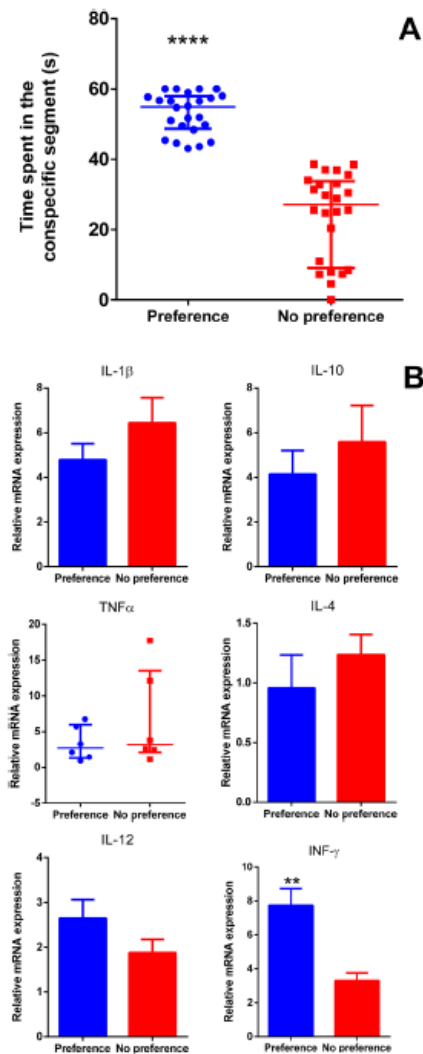 A
Time spent in the
conspecific segment (s)
80
60
40
20
0
****
Preference No preference
B
IL-1β
Relative mRNA expression
8
6
4
2
0
Preference No preference
IL-10
Relative mRNA expression
8
6
4
2
0
Preference No preference
TNFα
Relative mRNA expression
20
15
10
5
0
-5
Preference No preference
IL-4
Relative mRNA expression
1.5
1.0
0.5
0.0
Preference No preference
IL-12
Relative mRNA expression
3
2
1
0
Preference No preference
INF-γ
Relative mRNA expression
10
8
6
4
2
0
**
Preference No preference